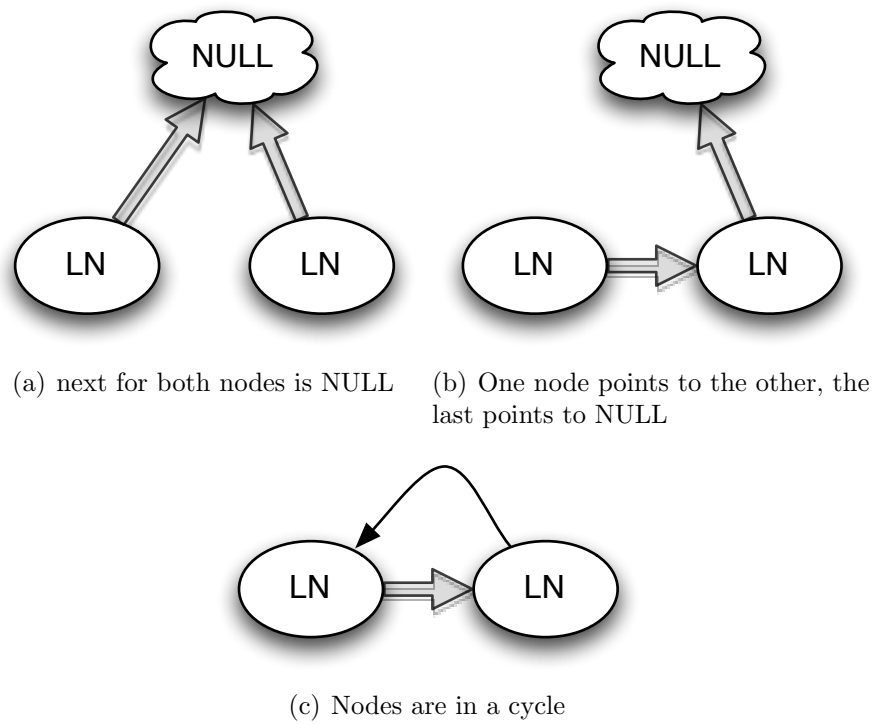 NULL
NULL
LN
LN
LN
LN
(a) next for both nodes is NULL
(b) One node points to the other, the
last points to NULL
LN
LN
(c) Nodes are in a cycle